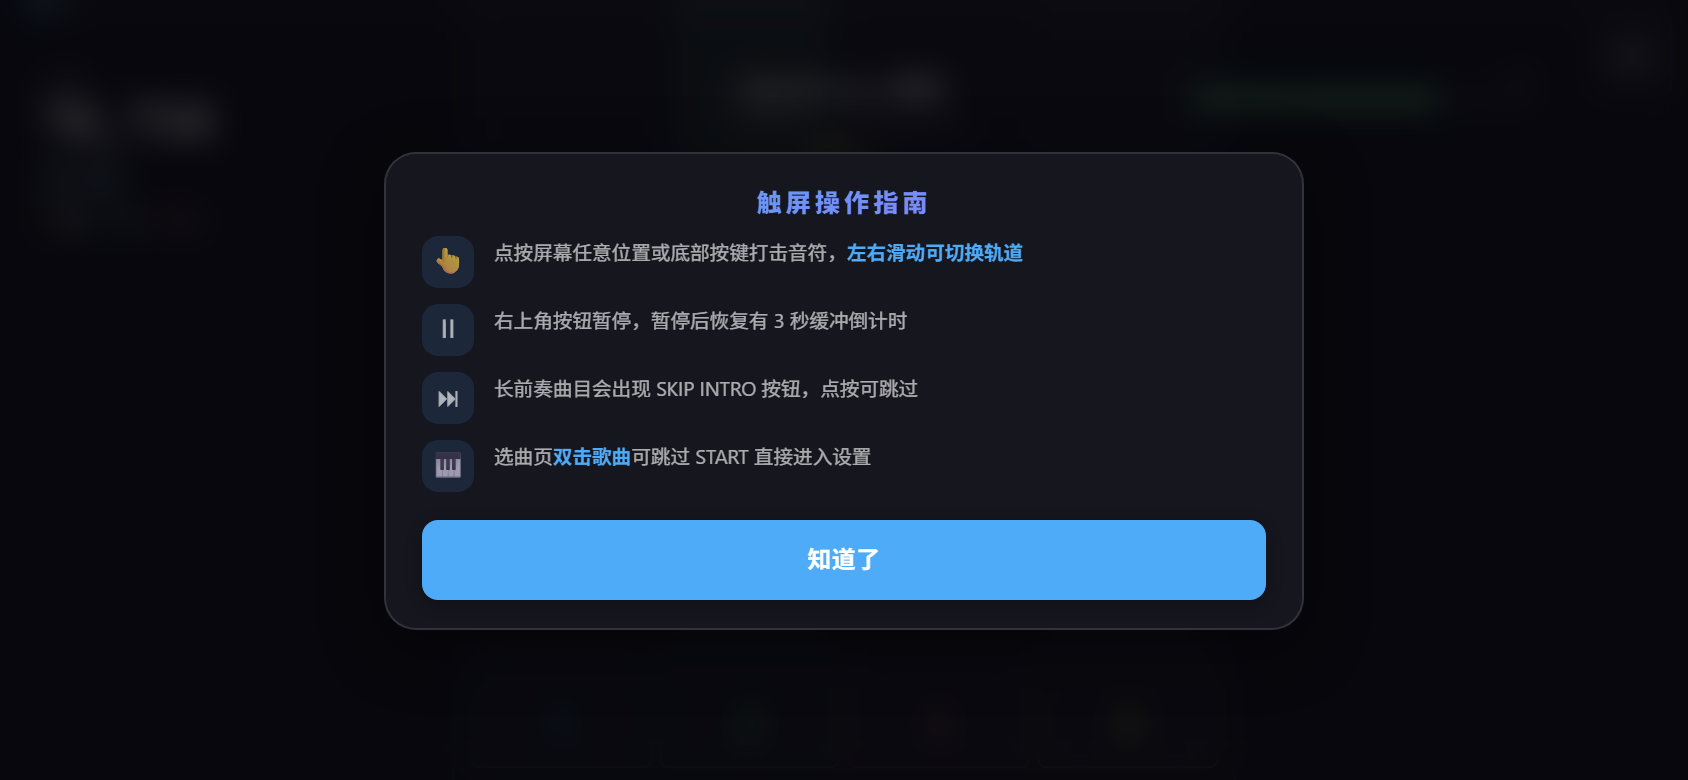 触屏操作指南
点按屏幕任意位置或底部按键打击音符，左右滑动可切换轨道
右上角按钮暂停，暂停后恢复有 3 秒缓冲倒计时
长前奏曲目会出现 SKIP INTRO 按钮，点按可跳过
选曲页双击歌曲可跳过 START 直接进入设置
知道了